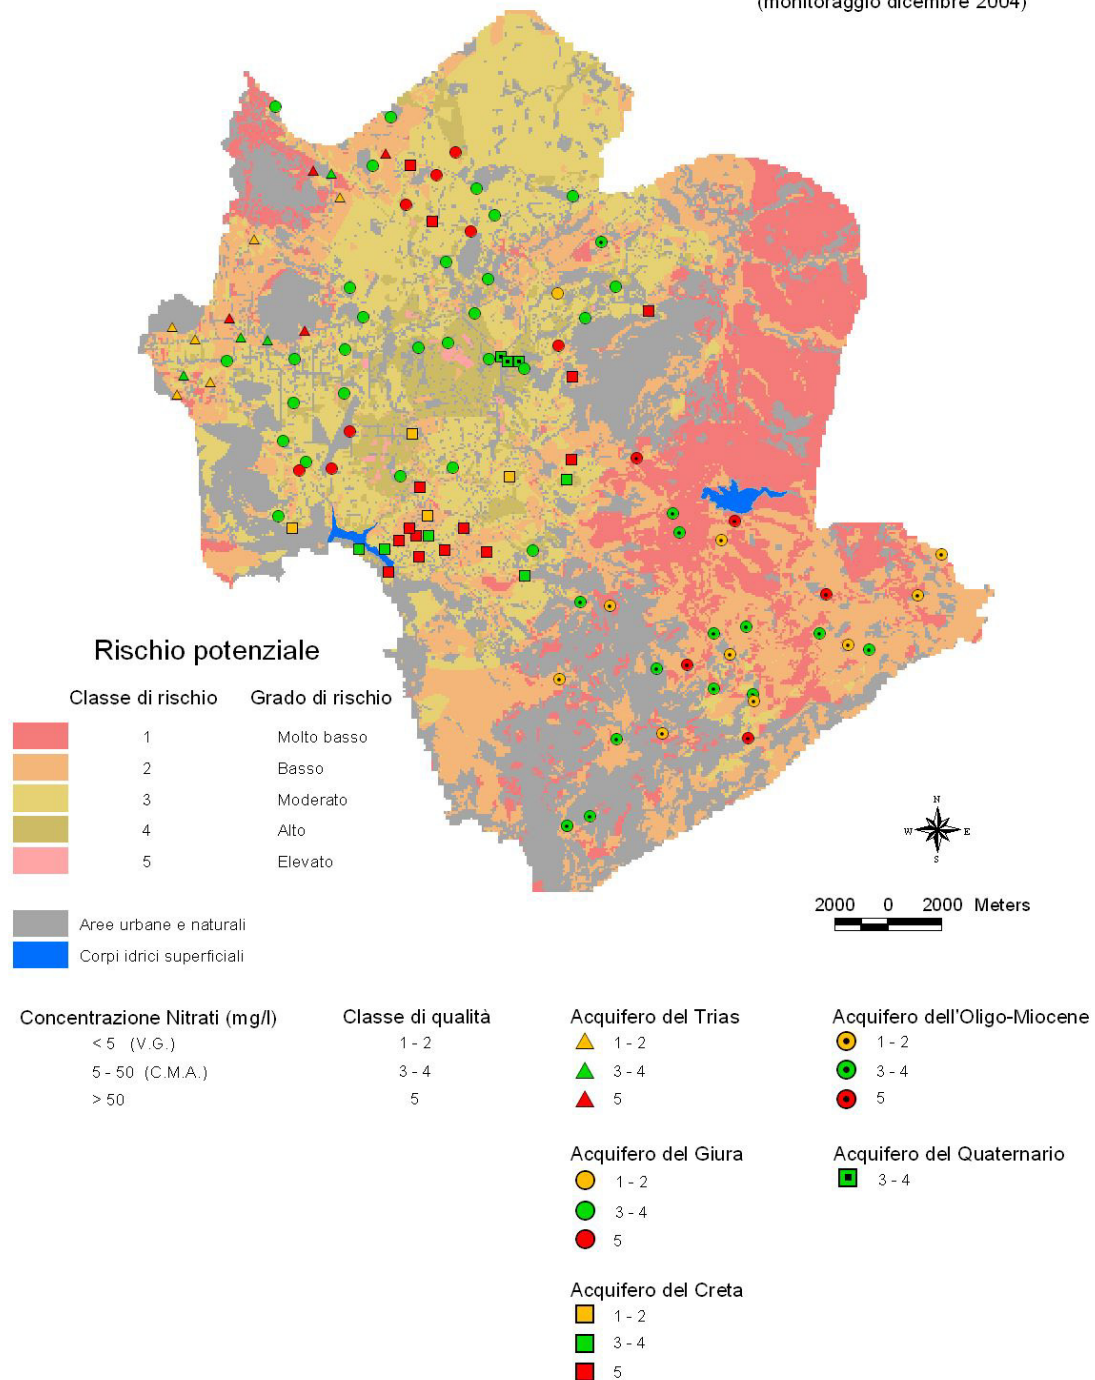 (monitoraggio dicembre 2004)
Rischio potenziale
Classe di rischio Grado di rischio
1 Molto basso
2 Basso
3 Moderato
4 Alto
5 Elevato
Aree urbane e naturali
Corpi idrici superficiali
N
W E
S
2000 0 2000 Meters
Concentrazione Nitrati (mg/l) Classe di qualità
< 5 (V.G.) 1 - 2
5 - 50 (C.M.A.) 3 - 4
> 50 5
Acquifero del Trias
1 - 2
3 - 4
5
Acquifero dell'Oligo-Miocene
1 - 2
3 - 4
5
Acquifero del Giura
1 - 2
3 - 4
5
Acquifero del Quaternario
3 - 4
Acquifero del Creta
1 - 2
3 - 4
5